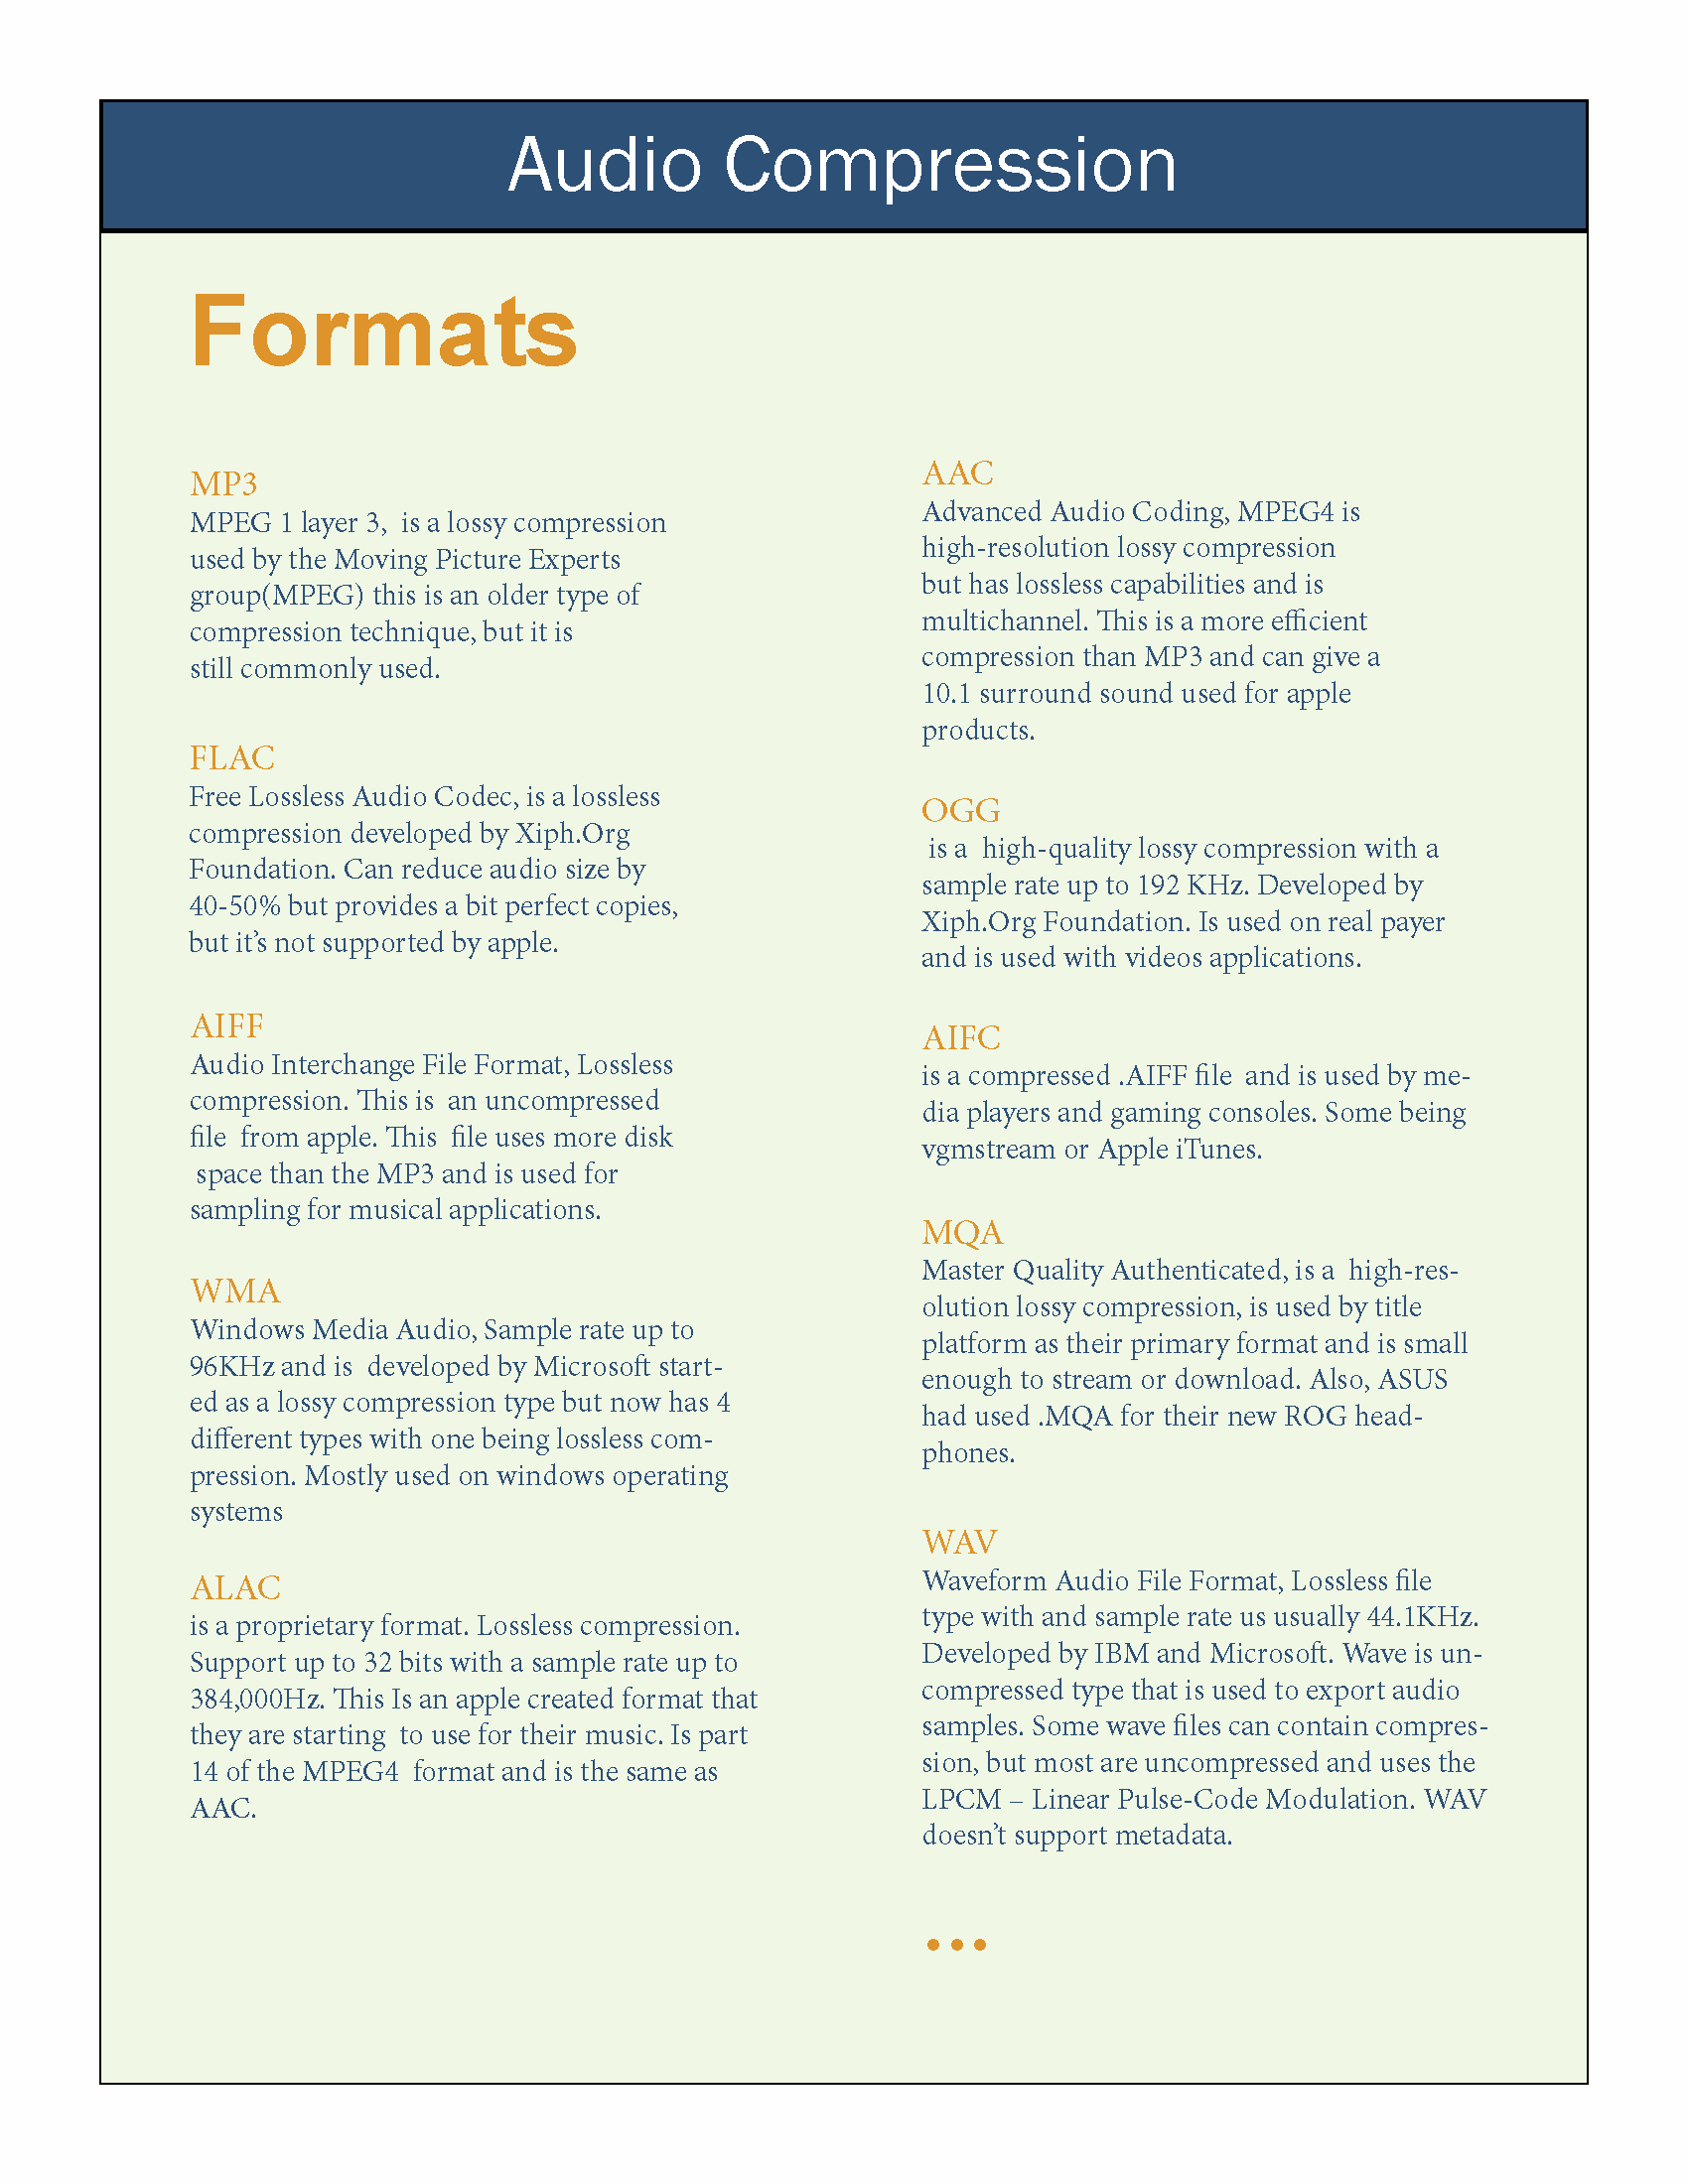 Audio Compression
Formats
MP3
MPEG 1 layer 3,  is a lossy compression
used by the Moving Picture Experts
group(MPEG) this is an older type of
compression technique, but it is
still commonly used.
FLAC
Free Lossless Audio Codec, is a lossless
compression developed by Xiph.Org
Foundation. Can reduce audio size by
40-50% but provides a bit perfect copies,
but it’s not supported by apple.
AIFF
Audio Interchange File Format, Lossless
compression. This is  an uncompressed
file  from apple. This  file uses more disk
space than the MP3 and is used for
sampling for musical applications.
WMA
Windows Media Audio, Sample rate up to
96KHz and is  developed by Microsoft start-
ed as a lossy compression type but now has 4
different types with one being lossless com-
pression. Mostly used on windows operating
systems
ALAC
is a proprietary format. Lossless compression.
Support up to 32 bits with a sample rate up to
384,000Hz. This Is an apple created format that
they are starting  to use for their music. Is part
14 of the MPEG4  format and is the same as
AAC.
AAC
Advanced Audio Coding, MPEG4 is
high-resolution lossy compression
but has lossless capabilities and is
multichannel. This is a more efficient
compression than MP3 and can give a
10.1 surround sound used for apple
products.
OGG
is a  high-quality lossy compression with a
sample rate up to 192 KHz. Developed by
Xiph.Org Foundation. Is used on real payer
and is used with videos applications.
AIFC
is a compressed .AIFF file  and is used by me-
dia players and gaming consoles. Some being
vgmstream or Apple iTunes.
MQA
Master Quality Authenticated, is a  high-res-
olution lossy compression, is used by title
platform as their primary format and is small
enough to stream or download. Also, ASUS
had used .MQA for their new ROG head-
phones.
WAV
Waveform Audio File Format, Lossless file
type with and sample rate us usually 44.1KHz.
Developed by IBM and Microsoft. Wave is un-
compressed type that is used to export audio
samples. Some wave files can contain compres-
sion, but most are uncompressed and uses the
LPCM – Linear Pulse-Code Modulation. WAV
doesn’t support metadata.
...